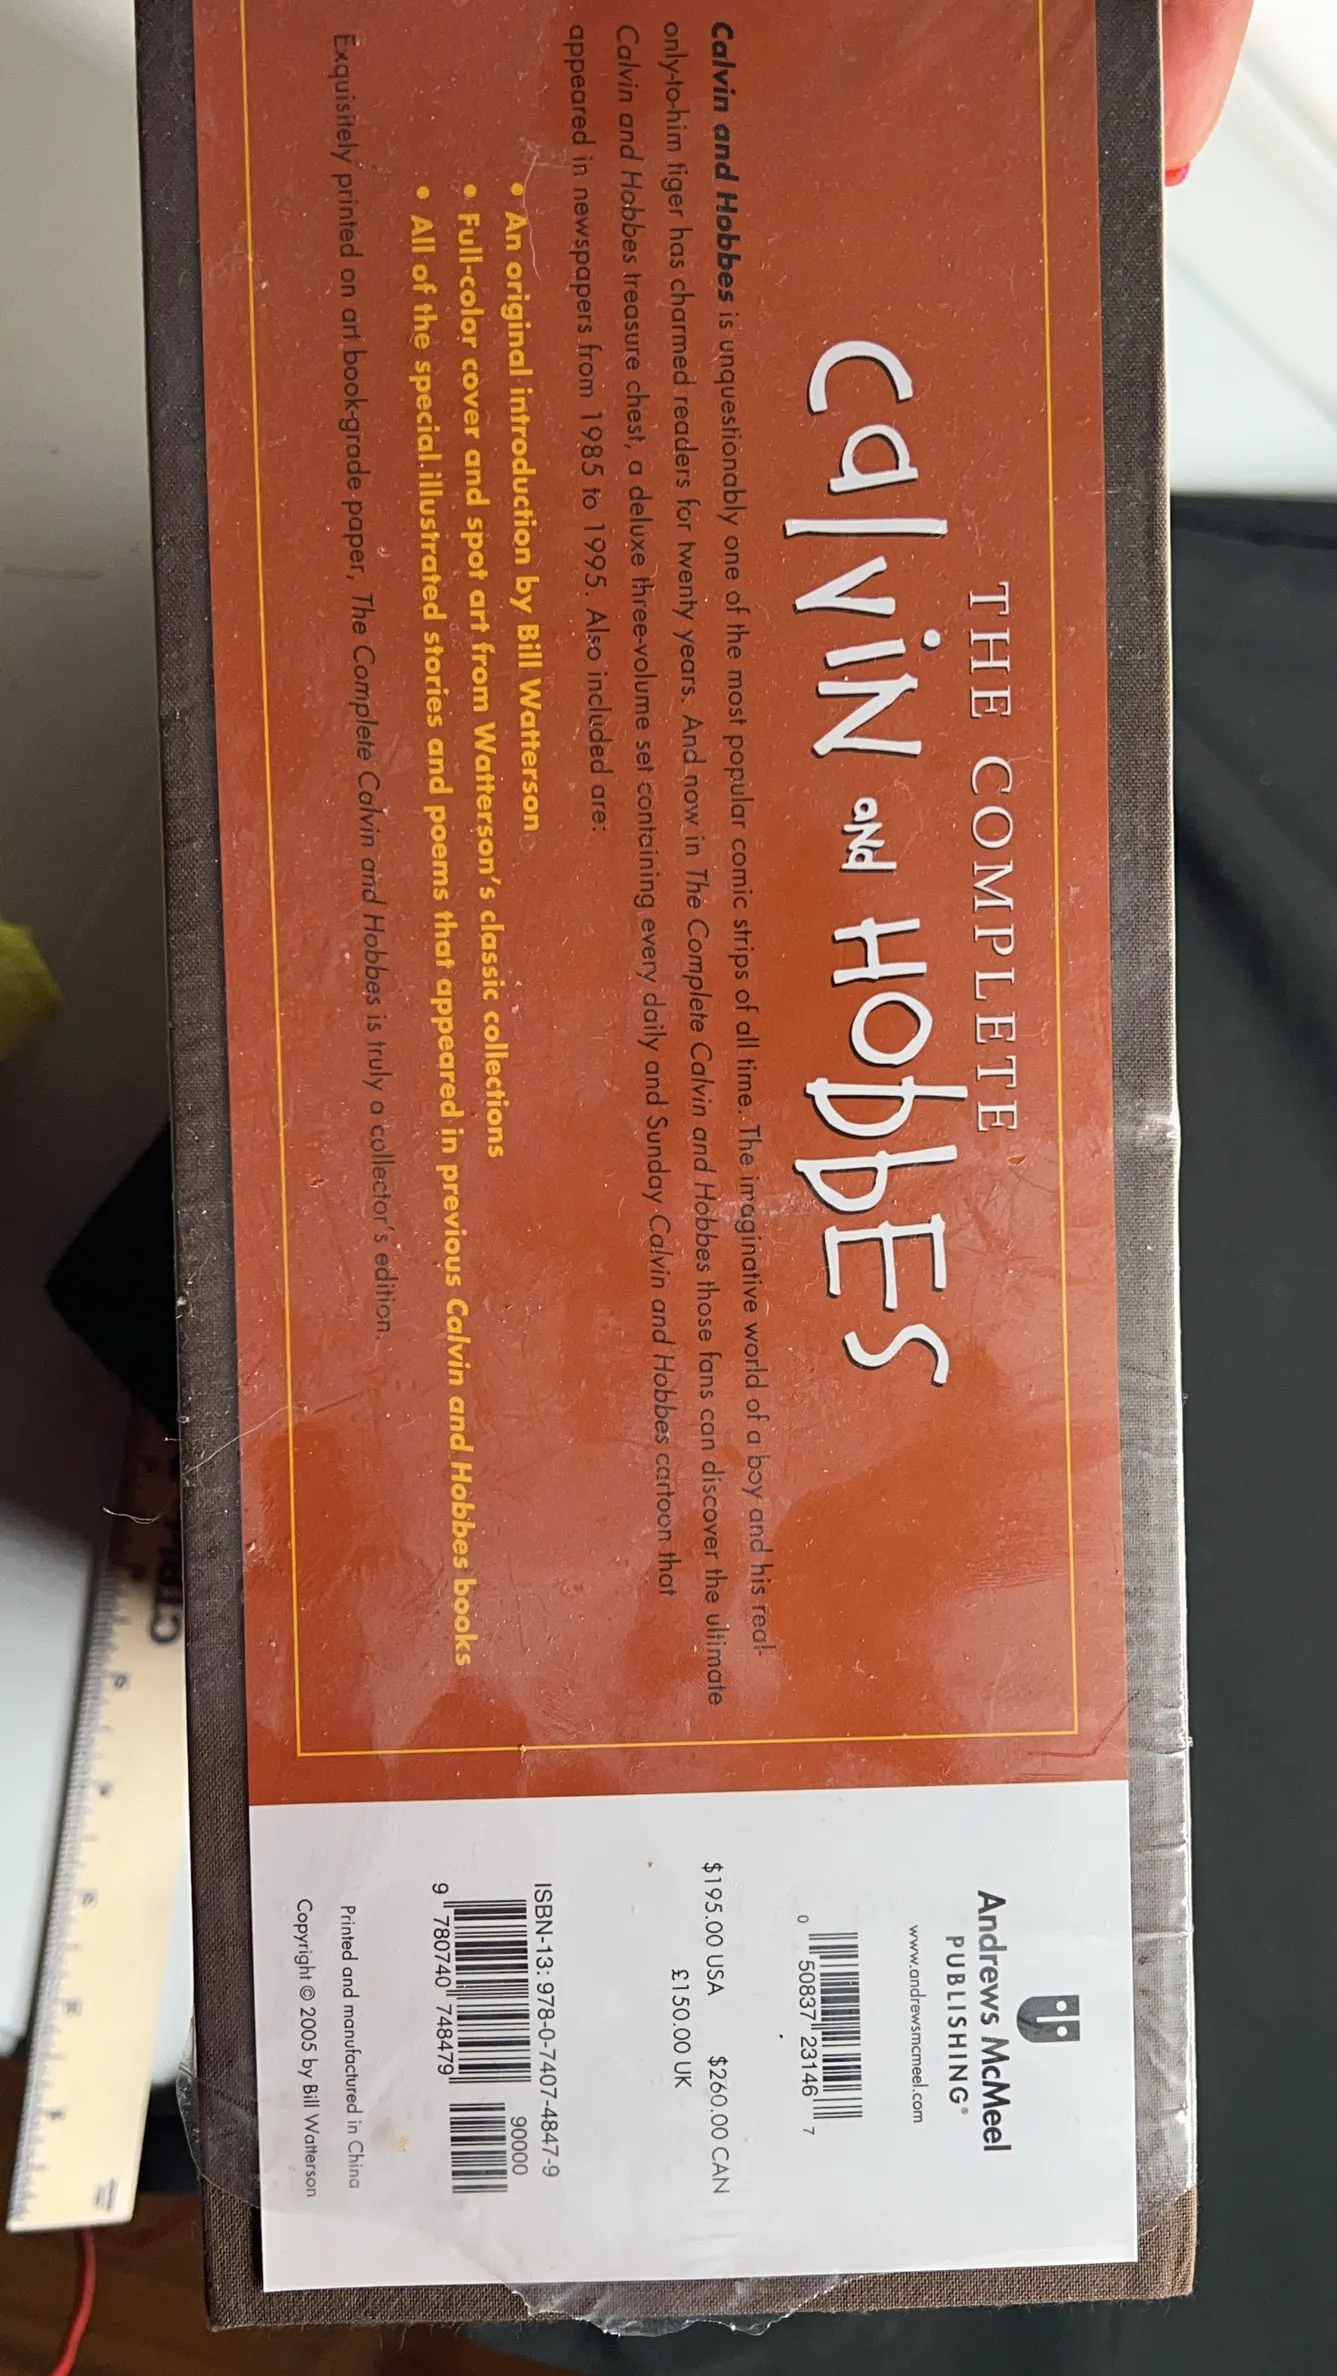 THE COMPLETE
CalViN aNd HObbES
Calvin and Hobbes is unquestionably one of the most popular comic strips of all time. The imaginative world of a boy and his real-
only-to-him tiger has charmed readers for twenty years. And now in The Complete Calvin and Hobbes those fans can discover the ultimate
Calvin and Hobbes treasure chest, a deluxe three-volume set containing every daily and Sunday Calvin and Hobbes cartoon that
appeared in newspapers from 1985 to 1995. Also included are:
• An original introduction by Bill Watterson
• Full-color cover and spot art from Watterson's classic collections
• All of the special illustrated stories and poems that appeared in previous Calvin and Hobbes books
Exquisitely printed on art book-grade paper, The Complete Calvin and Hobbes is truly a collector's edition.
Andrews McMeel
PUBLISHING®
www.andrewsmcmeel.com
0 50837 23146 7
$195.00 USA $260.00 CAN
£150.00 UK
ISBN-13: 978-0-7407-4847-9
90000
9 780740 748479
Printed and manufactured in China
Copyright © 2005 by Bill Watterson